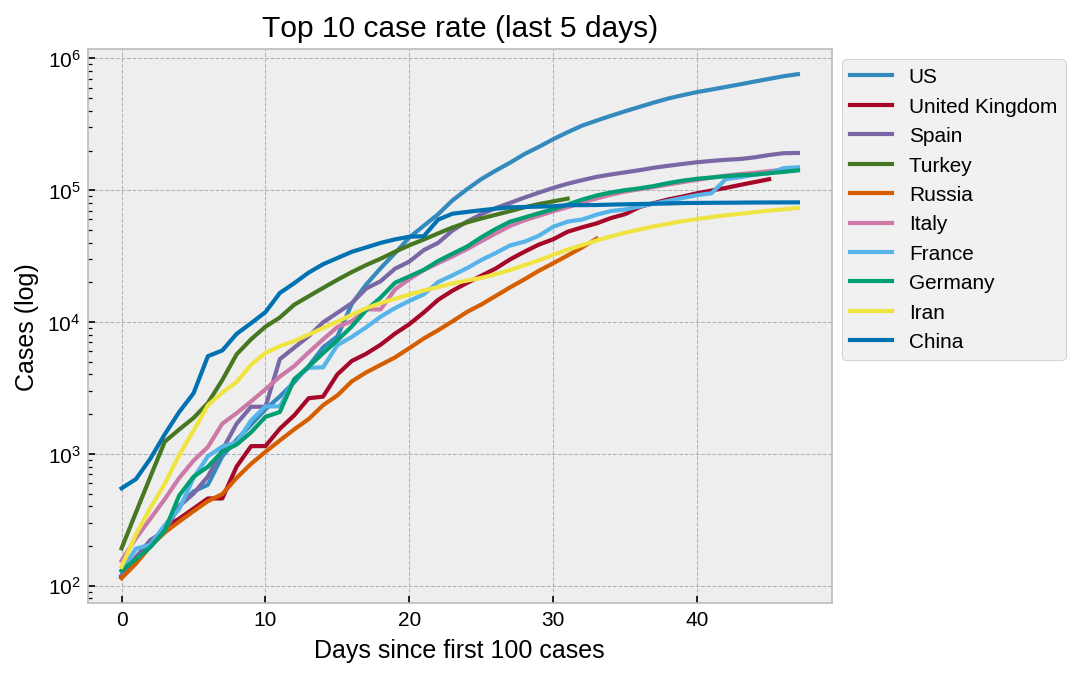 Top 10 case rate (last 5 days)
10⁶
10⁵
10⁴
10³
10²
Cases (log)
0 10 20 30 40
Days since first 100 cases
US
United Kingdom
Spain
Turkey
Russia
Italy
France
Germany
Iran
China